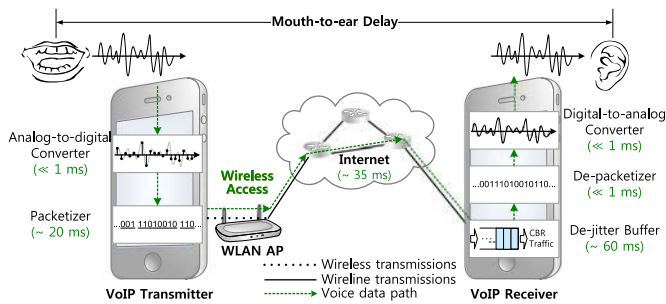 Mouth-to-ear Delay
Analog-to-digital
Converter
(≪ 1 ms)
Packetizer
(~ 20 ms)
...001 11010010 110...
VoIP Transmitter
Wireless
Access
WLAN AP
Internet
(~ 35 ms)
Wireless transmissions
Wireline transmissions
Voice data path
Digital-to-analog
Converter
(≪ 1 ms)
De-packetizer
(≪ 1 ms)
...00111010010110...
De-jitter Buffer
(~ 60 ms)
CBR
Traffic
VoIP Receiver